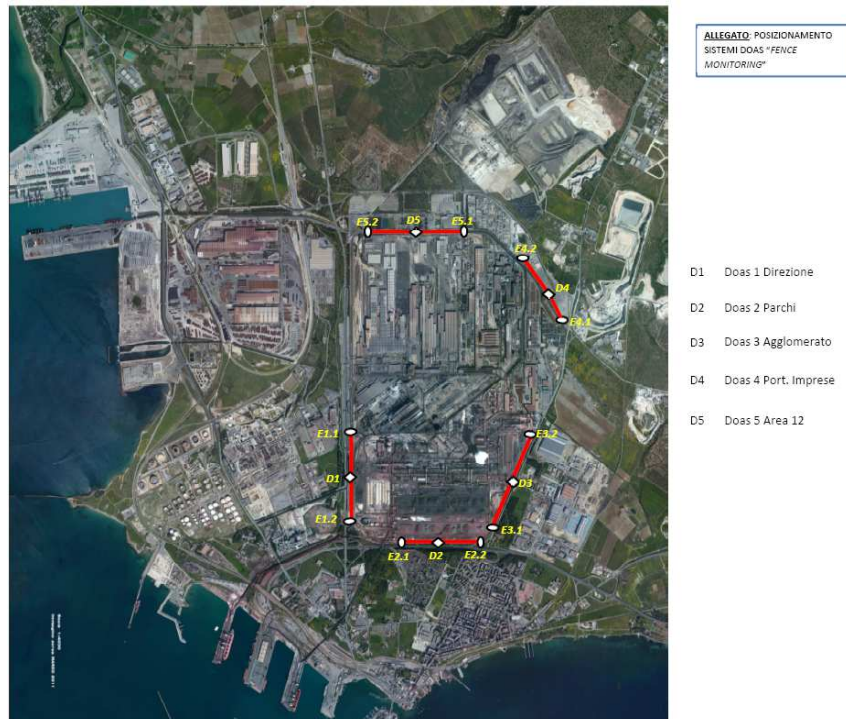 ALLEGATO: POSIZIONAMENTO
SISTEMI DOAS "FENCE
MONITORING"
E5.2
D5
E5.1
E4.2
D4
E4.1
D1 Doas 1 Direzione
D2 Doas 2 Parchi
D3 Doas 3 Agglomerato
D4 Doas 4 Port. Imprese
D5 Doas 5 Area 12
E1.1
E3.2
D1
D3
E1.2
E3.1
E2.1
D2
E2.2